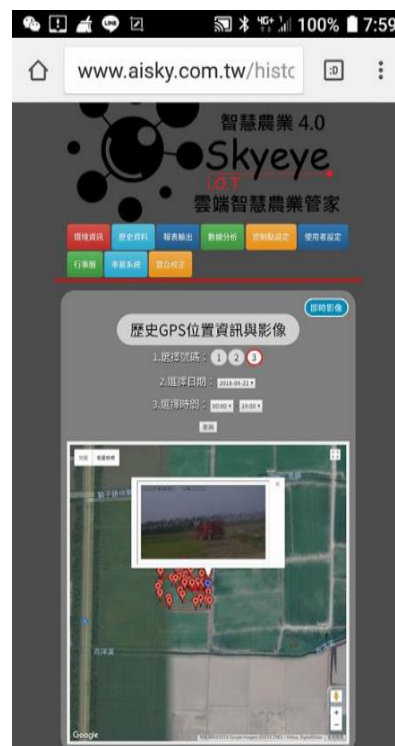 100% 7:59
www.aisky.com.tw/histc :D
智慧農業 4.0
Skyeye
I.O.T
雲端智慧農業管家
環境資訊 歷史資料 報表輸出 數據分析 控制點設定 使用者設定
行事曆 車載系統 雲台校正
即時影像
歷史GPS位置資訊與影像
1.選擇號碼： 1 2 3
2.選擇日期：
3.選擇時間： 00:00 24:00
查詢
地圖
Google